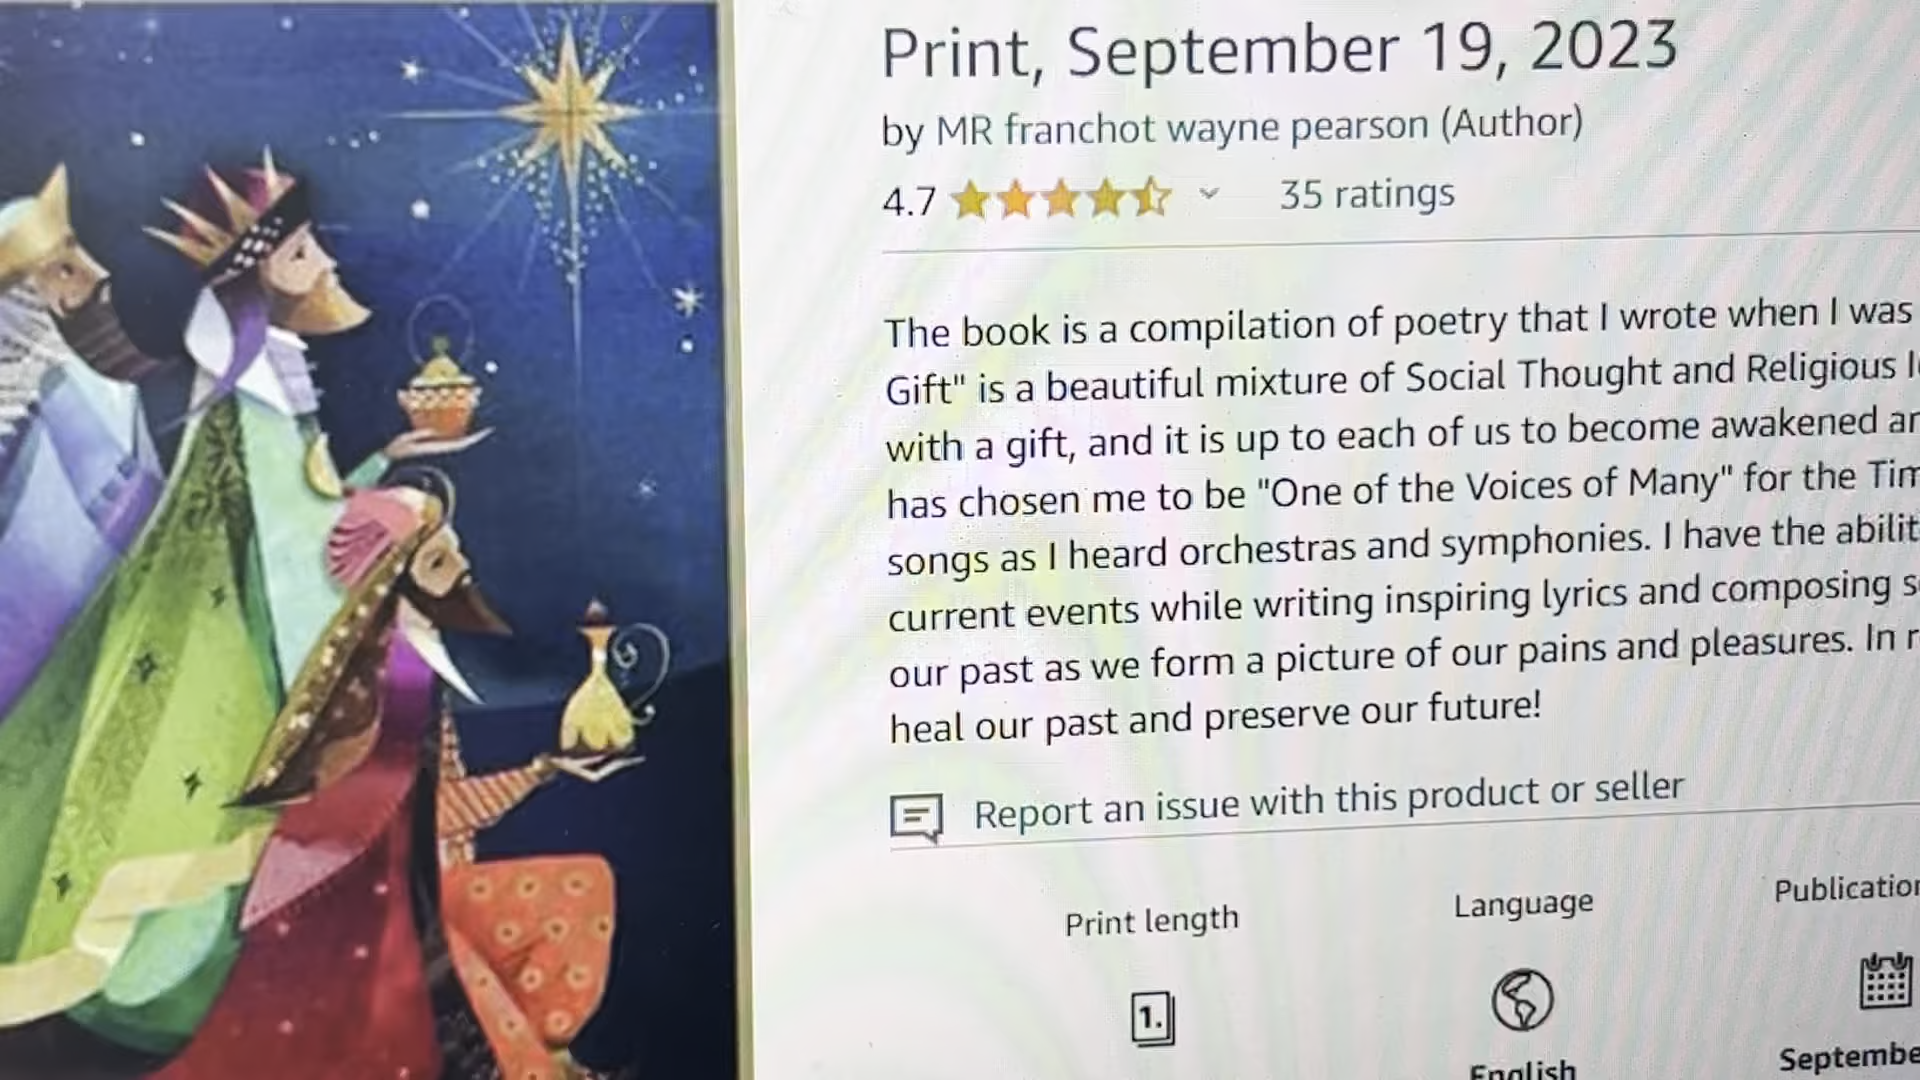 Print, September 19, 2023
by MR franchot wayne pearson (Author)
4.7 35 ratings
The book is a compilation of poetry that I wrote when I was
Gift" is a beautiful mixture of Social Thought and Religious
with a gift, and it is up to each of us to become awakened
has chosen me to be "One of the Voices of Many" for the
songs as I heard orchestras and symphonies. I have the
current events while writing inspiring lyrics and composing
our past as we form a picture of our pains and pleasures. In
heal our past and preserve our future!
Report an issue with this product or seller
Print length
Language
1.
English